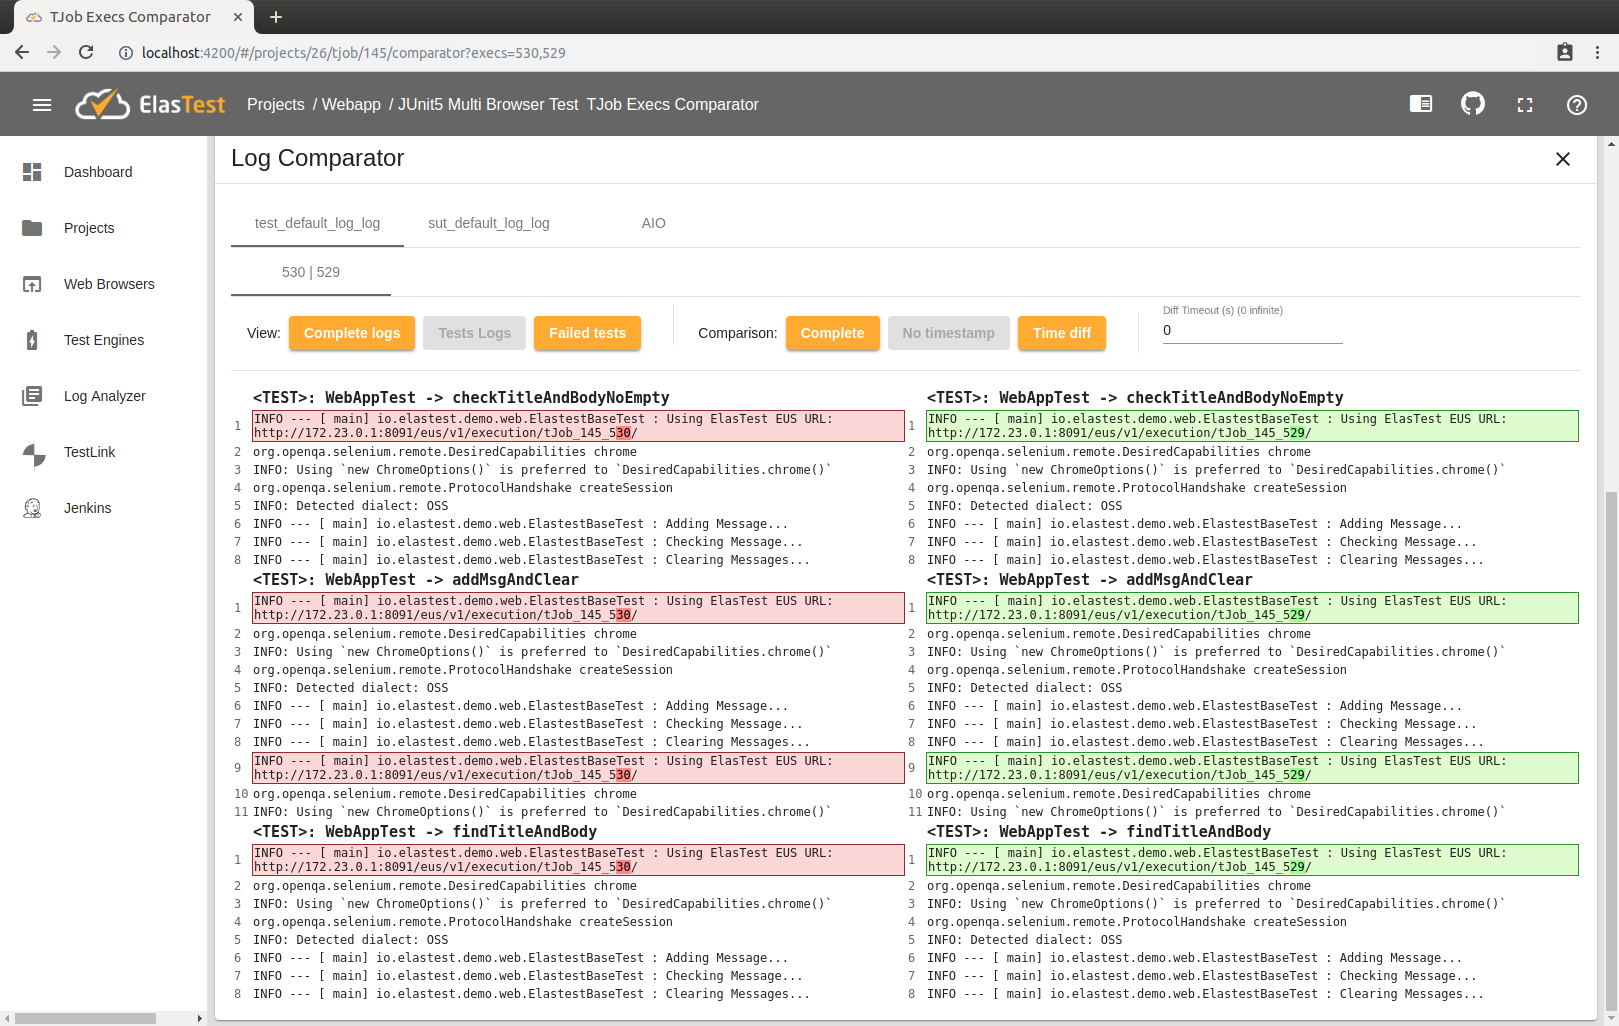 TJob Execs Comparator
localhost:4200/#/projects/26/tjob/145/comparator?execs=530,529
ElasTest
Projects / Webapp / JUnit5 Multi Browser Test TJob Execs Comparator
Dashboard
Projects
Web Browsers
Test Engines
Log Analyzer
TestLink
Jenkins
Log Comparator
test_default_log_log sut_default_log_log AIO
530 | 529
View: Complete logs Tests Logs Failed tests Comparison: Complete No timestamp Time diff
Diff Timeout (s) (0 infinite)
0
<TEST>: WebAppTest -> checkTitleAndBodyNoEmpty
1 INFO --- [ main] io.elastest.demo.web.ElastestBaseTest : Using ElasTest EUS URL:
http://172.23.0.1:8091/eus/v1/execution/tJob_145_530/
2 org.openqa.selenium.remote.DesiredCapabilities chrome
3 INFO: Using `new ChromeOptions()` is preferred to `DesiredCapabilities.chrome()`
4 org.openqa.selenium.remote.ProtocolHandshake createSession
5 INFO: Detected dialect: OSS
6 INFO --- [ main] io.elastest.demo.web.ElastestBaseTest : Adding Message...
7 INFO --- [ main] io.elastest.demo.web.ElastestBaseTest : Checking Message...
8 INFO --- [ main] io.elastest.demo.web.ElastestBaseTest : Clearing Messages...
<TEST>: WebAppTest -> addMsgAndClear
1 INFO --- [ main] io.elastest.demo.web.ElastestBaseTest : Using ElasTest EUS URL:
http://172.23.0.1:8091/eus/v1/execution/tJob_145_530/
2 org.openqa.selenium.remote.DesiredCapabilities chrome
3 INFO: Using `new ChromeOptions()` is preferred to `DesiredCapabilities.chrome()`
4 org.openqa.selenium.remote.ProtocolHandshake createSession
5 INFO: Detected dialect: OSS
6 INFO --- [ main] io.elastest.demo.web.ElastestBaseTest : Adding Message...
7 INFO --- [ main] io.elastest.demo.web.ElastestBaseTest : Checking Message...
8 INFO --- [ main] io.elastest.demo.web.ElastestBaseTest : Clearing Messages...
9 INFO --- [ main] io.elastest.demo.web.ElastestBaseTest : Using ElasTest EUS URL:
http://172.23.0.1:8091/eus/v1/execution/tJob_145_530/
10 org.openqa.selenium.remote.DesiredCapabilities chrome
11 INFO: Using `new ChromeOptions()` is preferred to `DesiredCapabilities.chrome()`
<TEST>: WebAppTest -> findTitleAndBody
1 INFO --- [ main] io.elastest.demo.web.ElastestBaseTest : Using ElasTest EUS URL:
http://172.23.0.1:8091/eus/v1/execution/tJob_145_530/
2 org.openqa.selenium.remote.DesiredCapabilities chrome
3 INFO: Using `new ChromeOptions()` is preferred to `DesiredCapabilities.chrome()`
4 org.openqa.selenium.remote.ProtocolHandshake createSession
5 INFO: Detected dialect: OSS
6 INFO --- [ main] io.elastest.demo.web.ElastestBaseTest : Adding Message...
7 INFO --- [ main] io.elastest.demo.web.ElastestBaseTest : Checking Message...
8 INFO --- [ main] io.elastest.demo.web.ElastestBaseTest : Clearing Messages...
<TEST>: WebAppTest -> checkTitleAndBodyNoEmpty
1 INFO --- [ main] io.elastest.demo.web.ElastestBaseTest : Using ElasTest EUS URL:
http://172.23.0.1:8091/eus/v1/execution/tJob_145_529/
2 org.openqa.selenium.remote.DesiredCapabilities chrome
3 INFO: Using `new ChromeOptions()` is preferred to `DesiredCapabilities.chrome()`
4 org.openqa.selenium.remote.ProtocolHandshake createSession
5 INFO: Detected dialect: OSS
6 INFO --- [ main] io.elastest.demo.web.ElastestBaseTest : Adding Message...
7 INFO --- [ main] io.elastest.demo.web.ElastestBaseTest : Checking Message...
8 INFO --- [ main] io.elastest.demo.web.ElastestBaseTest : Clearing Messages...
<TEST>: WebAppTest -> addMsgAndClear
1 INFO --- [ main] io.elastest.demo.web.ElastestBaseTest : Using ElasTest EUS URL:
http://172.23.0.1:8091/eus/v1/execution/tJob_145_529/
2 org.openqa.selenium.remote.DesiredCapabilities chrome
3 INFO: Using `new ChromeOptions()` is preferred to `DesiredCapabilities.chrome()`
4 org.openqa.selenium.remote.ProtocolHandshake createSession
5 INFO: Detected dialect: OSS
6 INFO --- [ main] io.elastest.demo.web.ElastestBaseTest : Adding Message...
7 INFO --- [ main] io.elastest.demo.web.ElastestBaseTest : Checking Message...
8 INFO --- [ main] io.elastest.demo.web.ElastestBaseTest : Clearing Messages...
9 INFO --- [ main] io.elastest.demo.web.ElastestBaseTest : Using ElasTest EUS URL:
http://172.23.0.1:8091/eus/v1/execution/tJob_145_529/
10 org.openqa.selenium.remote.DesiredCapabilities chrome
11 INFO: Using `new ChromeOptions()` is preferred to `DesiredCapabilities.chrome()`
<TEST>: WebAppTest -> findTitleAndBody
1 INFO --- [ main] io.elastest.demo.web.ElastestBaseTest : Using ElasTest EUS URL:
http://172.23.0.1:8091/eus/v1/execution/tJob_145_529/
2 org.openqa.selenium.remote.DesiredCapabilities chrome
3 INFO: Using `new ChromeOptions()` is preferred to `DesiredCapabilities.chrome()`
4 org.openqa.selenium.remote.ProtocolHandshake createSession
5 INFO: Detected dialect: OSS
6 INFO --- [ main] io.elastest.demo.web.ElastestBaseTest : Adding Message...
7 INFO --- [ main] io.elastest.demo.web.ElastestBaseTest : Checking Message...
8 INFO --- [ main] io.elastest.demo.web.ElastestBaseTest : Clearing Messages...